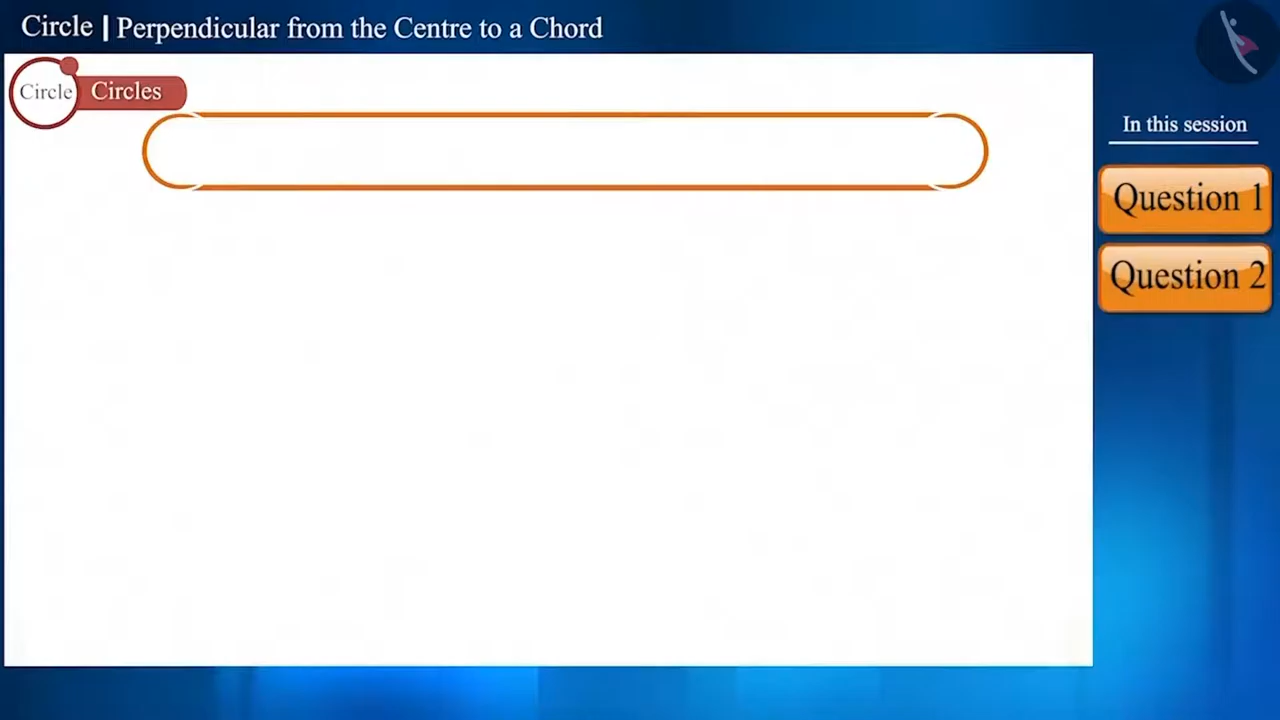 Circle | Perpendicular from the Centre to a Chord
Circle Circles
In this session
Question 1
Question 2